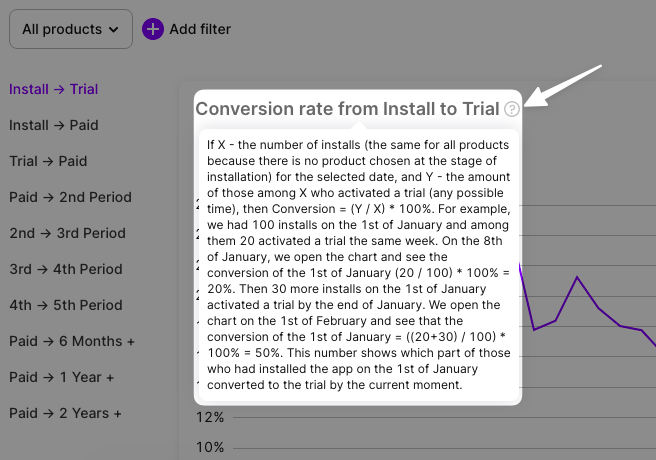 All products
Add filter
Install → Trial
Install → Paid
Trial → Paid
Paid → 2nd Period
2nd → 3rd Period
3rd → 4th Period
4th → 5th Period
Paid → 6 Months +
Paid → 1 Year +
Paid → 2 Years +
Conversion rate from Install to Trial ?
If X - the number of installs (the same for all products
because there is no product chosen at the stage of
installation) for the selected date, and Y - the amount
of those among X who activated a trial (any possible
time), then Conversion = (Y / X) * 100%. For example,
we had 100 installs on the 1st of January and among
them 20 activated a trial the same week. On the 8th
of January, we open the chart and see the
conversion of the 1st of January (20 / 100) * 100% =
20%. Then 30 more installs on the 1st of January
activated a trial by the end of January. We open the
chart on the 1st of February and see that the
conversion of the 1st of January = ((20+30) / 100) *
100% = 50%. This number shows which part of those
who had installed the app on the 1st of January
converted to the trial by the current moment.
12%
10%